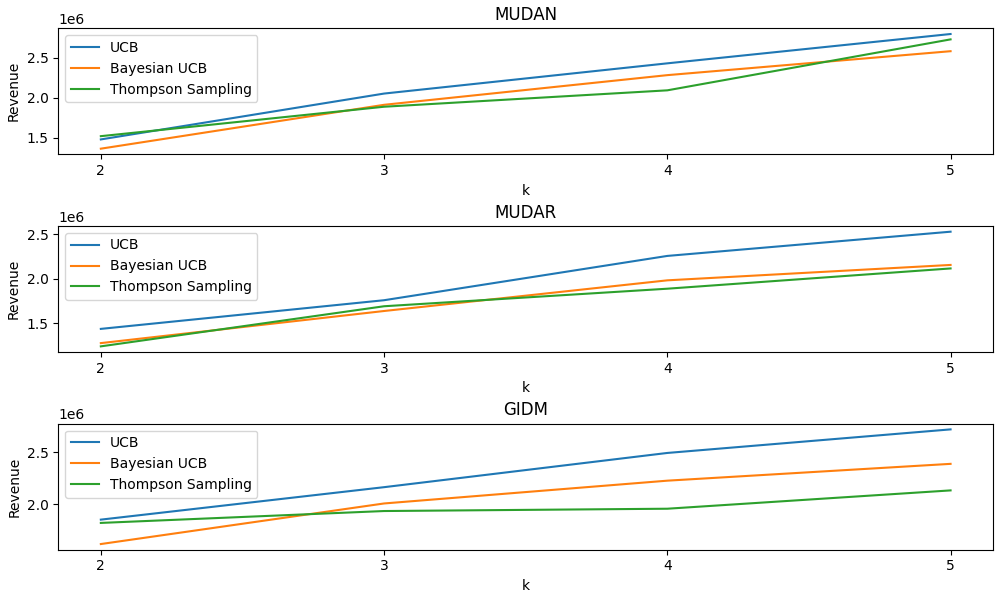 MUDAN
1e6
Revenue
2.5
2.0
1.5
UCB
Bayesian UCB
Thompson Sampling
2 3 4 5
k
MUDAR
1e6
Revenue
2.5
2.0
1.5
UCB
Bayesian UCB
Thompson Sampling
2 3 4 5
k
GIDM
1e6
Revenue
2.5
2.0
UCB
Bayesian UCB
Thompson Sampling
2 3 4 5
k